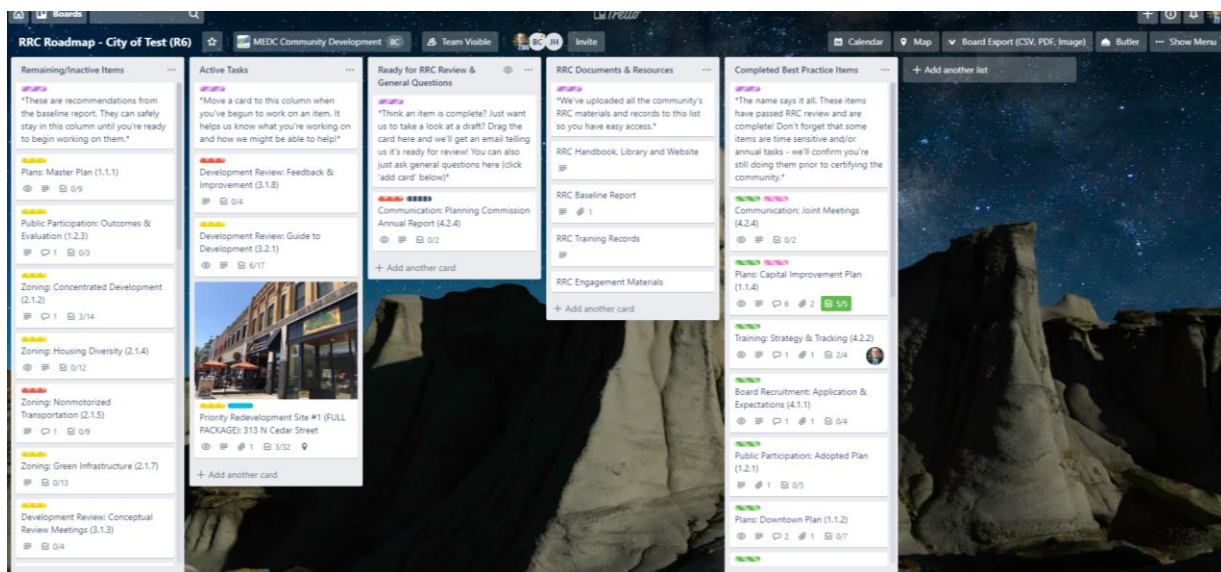 Boards
Trello
RRC Roadmap - City of Test (R6)
MEDC Community Development BC
Team Visible
BC
JH
Invite
Calendar
Map
Board Export (CSV, PDF, Image)
Butler
Show Menu
Remaining/Inactive Items
*These are recommendations from
the baseline report. They can safely
stay in this column until you're ready
to begin working on them.*
Plans: Master Plan (1.1.1)
0/9
Public Participation: Outcomes &
Evaluation (1.2.3)
1 0/3
Zoning: Concentrated Development
(2.1.2)
1 3/14
Zoning: Housing Diversity (2.1.4)
0/12
Zoning: Nonmotorized
Transportation (2.1.5)
1 0/9
Zoning: Green Infrastructure (2.1.7)
0/13
Development Review: Conceptual
Review Meetings (3.1.3)
0/4
Active Tasks
*Move a card to this column when
you've begun to work on an item. It
helps us know what you're working on
and how we might be able to help!*
Development Review: Feedback &
Improvement (3.1.8)
0/4
Development Review: Guide to
Development (3.2.1)
6/17
Priority Redevelopment Site #1 (FULL
PACKAGE): 313 N Cedar Street
1 3/32
+ Add another card
Ready for RRC Review &
General Questions
*Think an item is complete? Just want
us to take a look at a draft? Drag the
card here and we'll get an email telling
us it's ready for review! You can also
just ask general questions here (click
'add card' below)*
Communication: Planning Commission
Annual Report (4.2.4)
0/2
+ Add another card
RRC Documents & Resources
*We've uploaded all the community's
RRC materials and records to this list
so you have easy access.*
RRC Handbook, Library and Website
RRC Baseline Report
1
RRC Training Records
RRC Engagement Materials
+ Add another card
Completed Best Practice Items
*The name says it all. These items
have passed RRC review and are
complete! Don't forget that some
items are time sensitive and/or
annual tasks - we'll confirm you're
still doing them prior to certifying the
community.*
Communication: Joint Meetings
(4.2.4)
0/2
Plans: Capital Improvement Plan
(1.1.4)
6 2 5/5
Training: Strategy & Tracking (4.2.2)
1 1 2/4
Board Recruitment: Application &
Expectations (4.1.1)
1 1 0/4
Public Participation: Adopted Plan
(1.2.1)
1 0/5
Plans: Downtown Plan (1.1.2)
2 1 0/7
+ Add another list